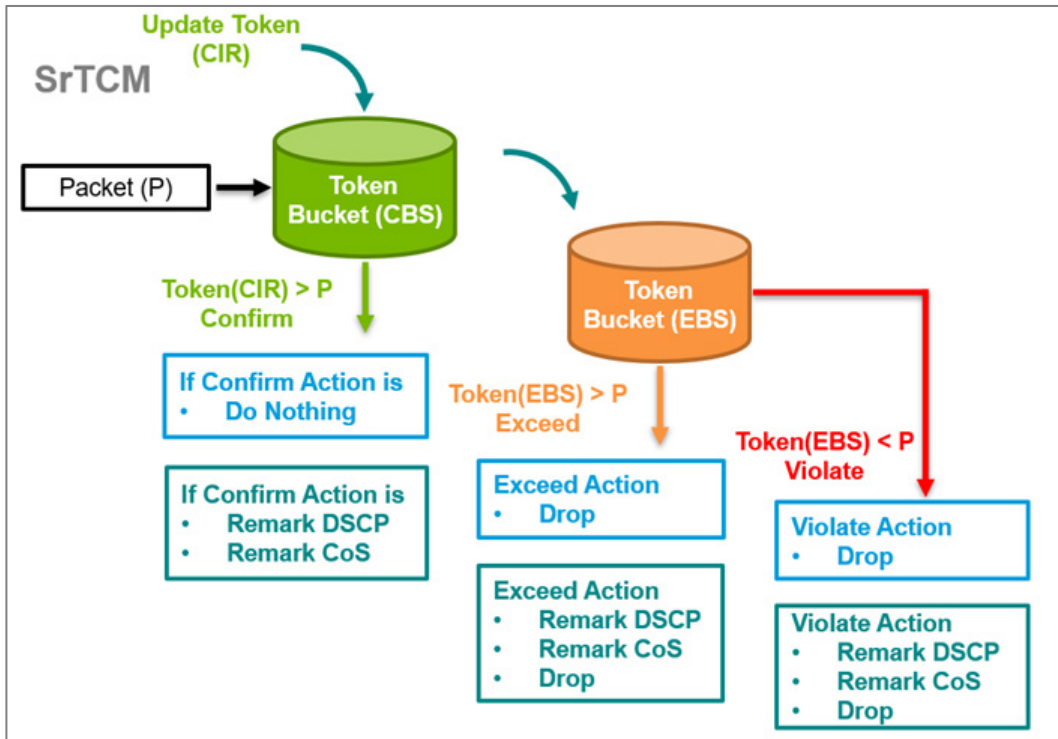 Update Token
(CIR)
SrTCM
Packet (P)
Token
Bucket (CBS)
Token
Bucket (EBS)
Token(CIR) > P
Confirm
If Confirm Action is
• Do Nothing
If Confirm Action is
• Remark DSCP
• Remark CoS
Token(EBS) > P
Exceed
Exceed Action
• Drop
Exceed Action
• Remark DSCP
• Remark CoS
• Drop
Token(EBS) < P
Violate
Violate Action
• Drop
Violate Action
• Remark DSCP
• Remark CoS
• Drop